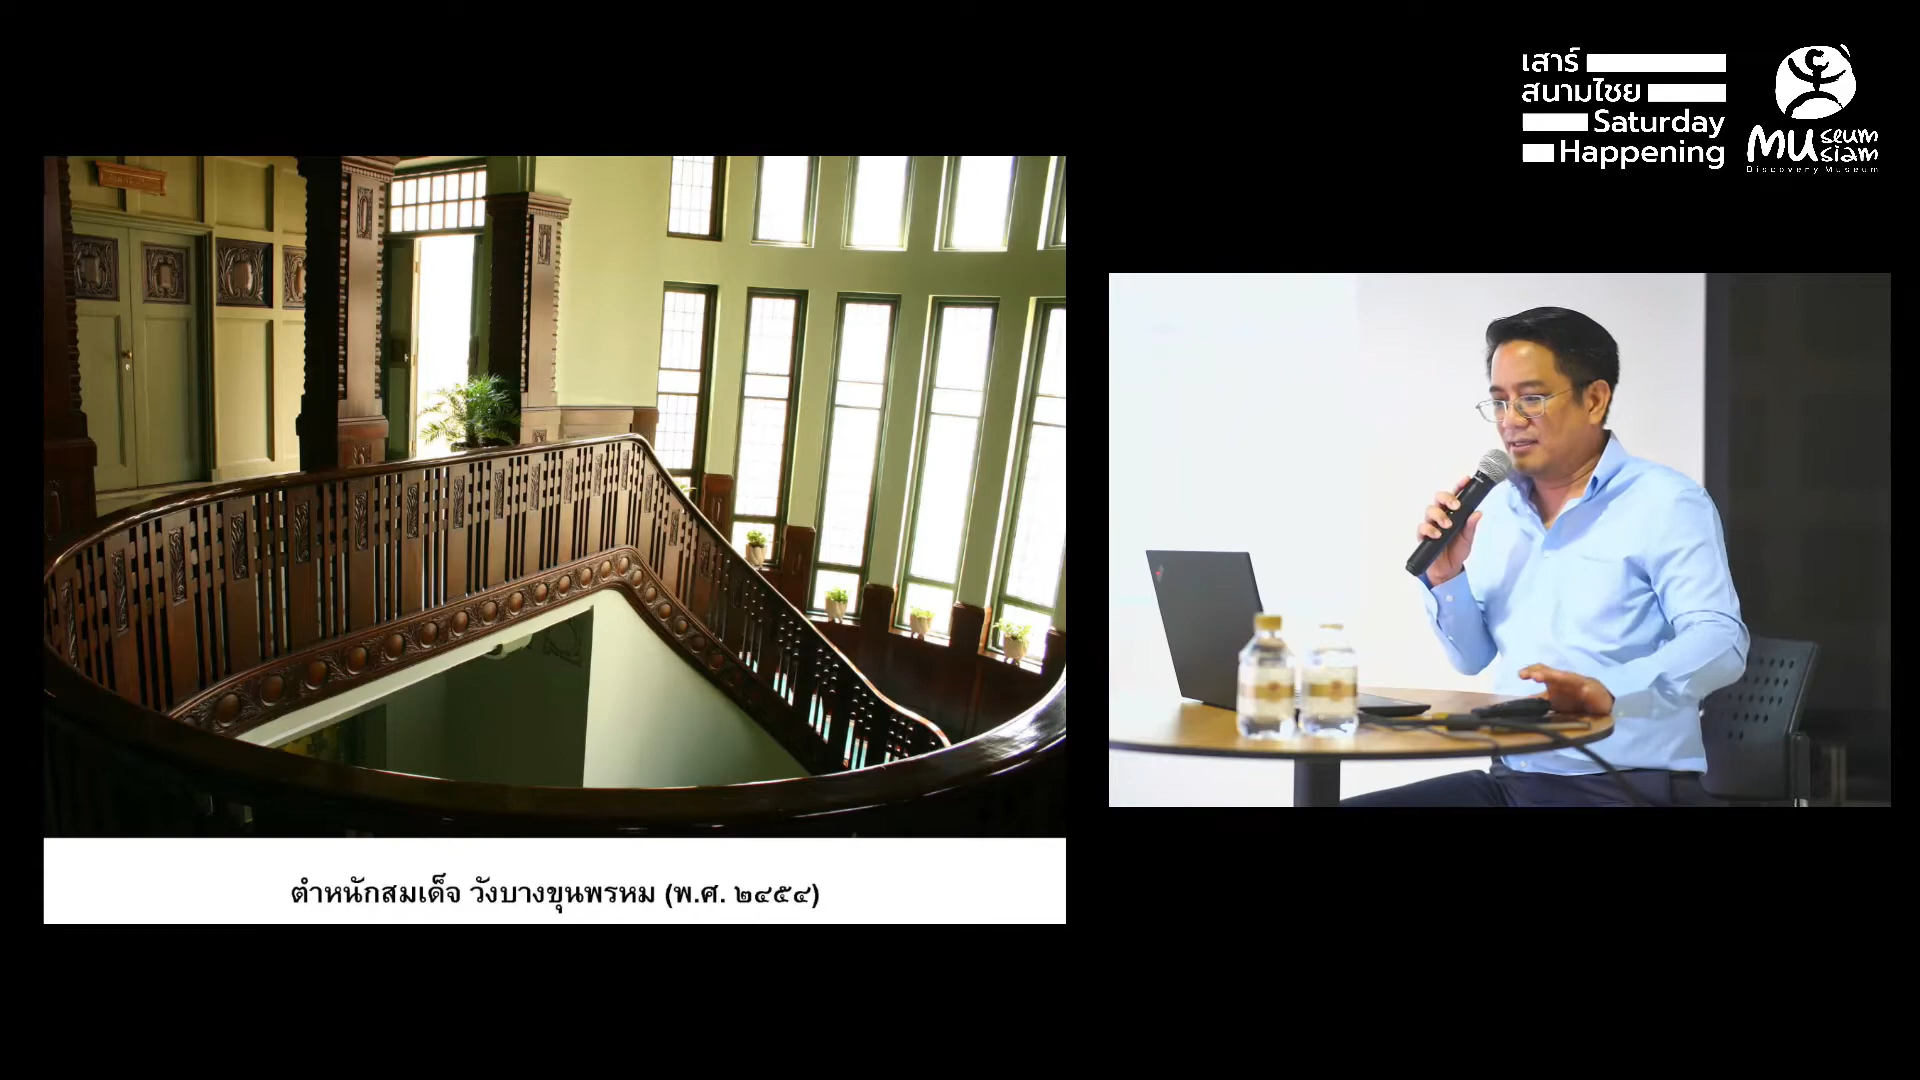 เสาร์
สนามไชย
Saturday
Happening
Museum
Siam
Discovery Museum
ตำหนักสมเด็จ วังบางขุนพรหม (พ.ศ. ๒๔๕๔)